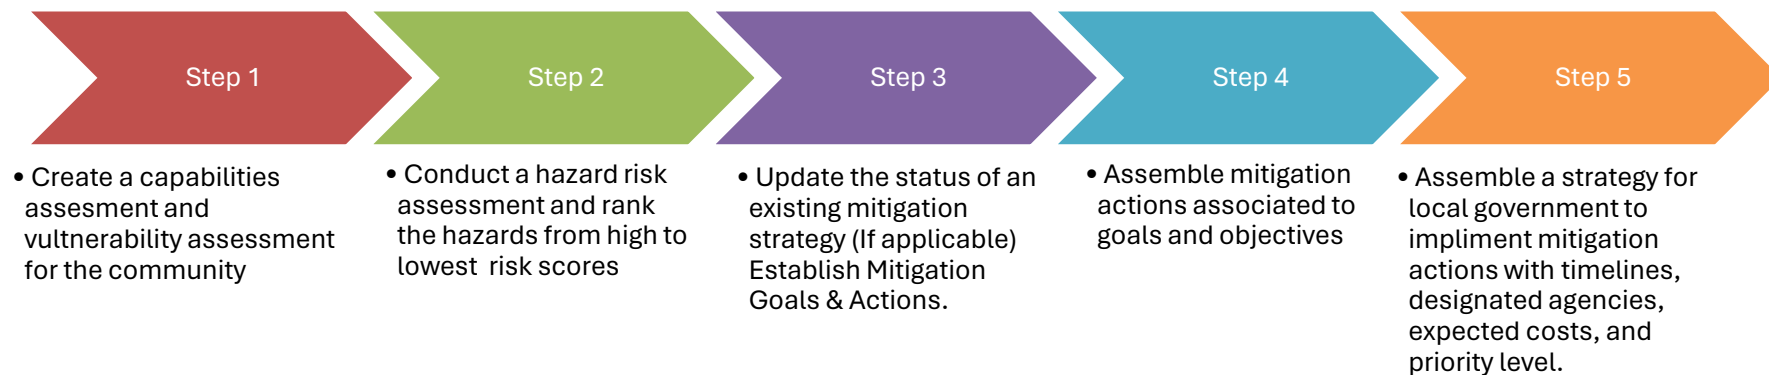 Step 1
• Create a capabilities
assesment and
vultnerability assessment
for the community
Step 2
• Conduct a hazard risk
assessment and rank
the hazards from high to
lowest  risk scores
Step 3
• Update the status of an
existing mitigation
strategy (If applicable)
Establish Mitigation
Goals & Actions.
Step 4
• Assemble mitigation
actions associated to
goals and objectives
Step 5
• Assemble a strategy for
local government to
impliment mitigation
actions with timelines,
designated agencies,
expected costs, and
priority level.